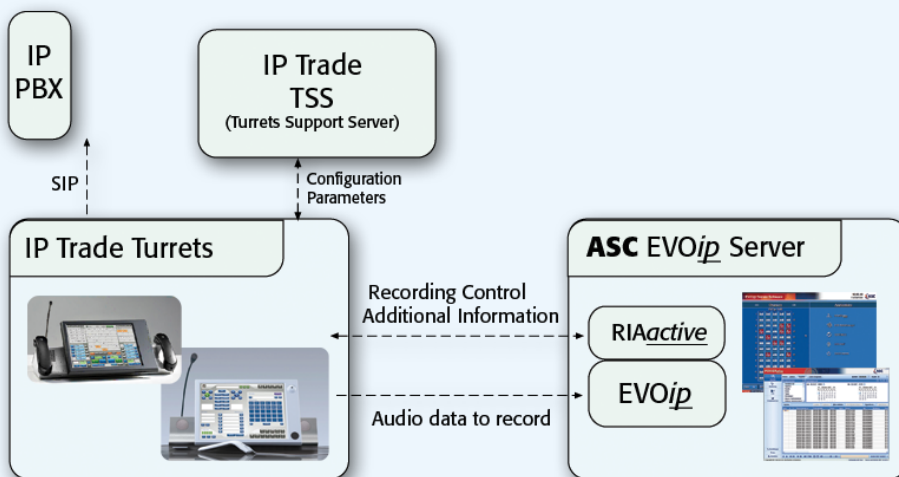 IP
PBX
IP Trade
TSS
(Turrets Support Server)
SIP
Configuration
Parameters
IP Trade Turrets
ASC EVOip Server
Recording Control
Additional Information
RIAactive
EVOip
Audio data to record